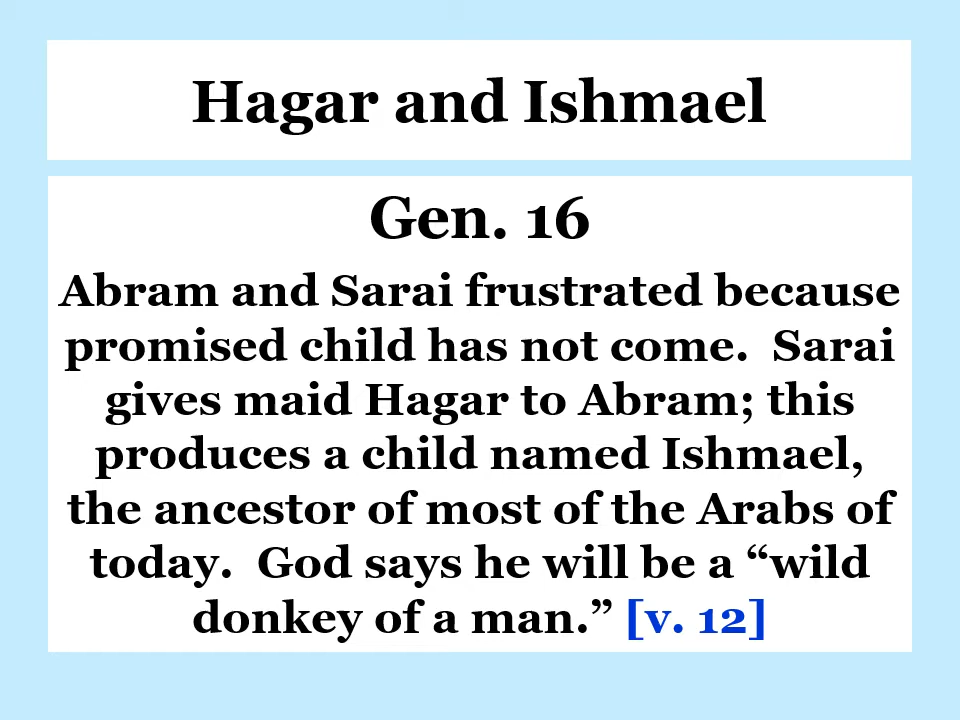 Hagar and Ishmael
Gen. 16
Abram and Sarai frustrated because
promised child has not come.  Sarai
gives maid Hagar to Abram; this
produces a child named Ishmael,
the ancestor of most of the Arabs of
today.  God says he will be a “wild
donkey of a man.” [v. 12]